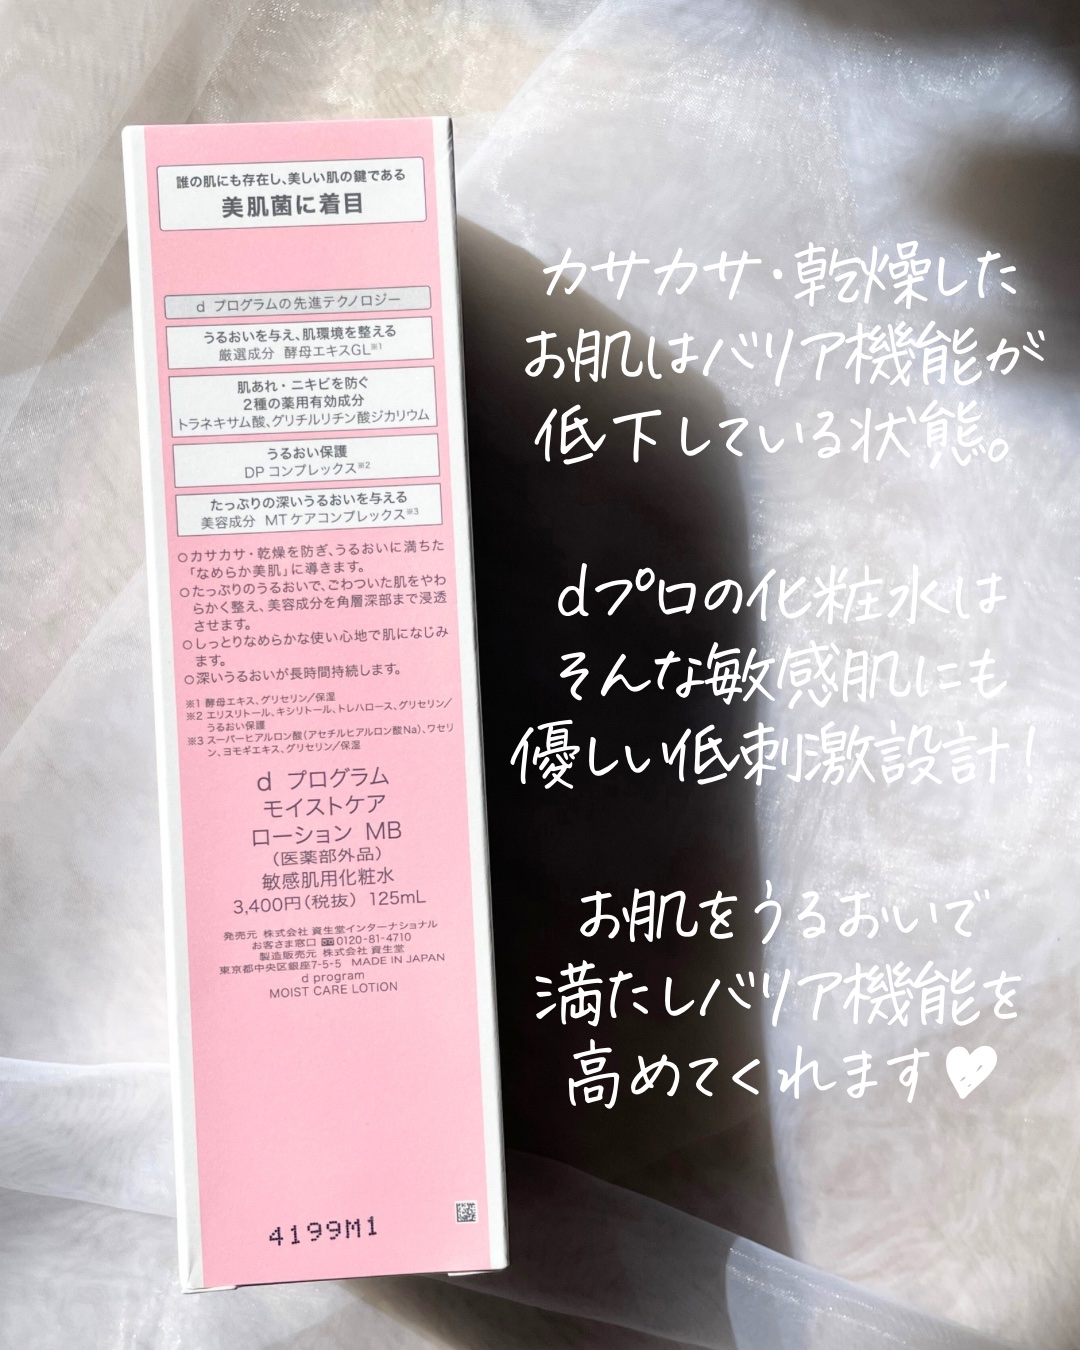 誰の肌にも存在し、美しい肌の鍵である
美肌菌に着目
d プログラムの先進テクノロジー
うるおいを与え、肌環境を整える
厳選成分 酵母エキスGL※1
肌あれ・ニキビを防ぐ
2種の薬用有効成分
トラネキサム酸、グリチルリチン酸ジカリウム
うるおい保護
DP コンプレックス※2
たっぷりの深いうるおいを与える
美容成分 MTケアコンプレックス※3
○カサカサ・乾燥を防ぎ、うるおいに満ちた
「なめらか美肌」に導きます。
○たっぷりのうるおいで、ごわついた肌をやわ
らかく整え、美容成分を角層深部まで浸透
させます。
○しっとりなめらかな使い心地で肌になじみ
ます。
○深いうるおいが長時間持続します。
※1 酵母エキス、グリセリン/保湿
※2 エリスリトール、キシリトール、トレハロース、グリセリン/
うるおい保護
※3 スーパーヒアルロン酸(アセチルヒアルロン酸Na)、ワセリ
ン、ヨモギエキス、グリセリン/保湿
d プログラム
モイストケア
ローション MB
(医薬部外品)
敏感肌用化粧水
3,400円(税抜) 125mL
発売元 株式会社 資生堂インターナショナル
お客さま窓口 0120-81-4710
製造販売元 株式会社 資生堂
東京都中央区銀座7-5-5 MADE IN JAPAN
d program
MOIST CARE LOTION
4199M1
カサカサ・乾燥した
お肌はバリア機能が
低下している状態。
dプロの化粧水は
そんな敏感肌にも
優しい低刺激設計!
お肌をうるおいで
満たしバリア機能を
高めてくれます♥